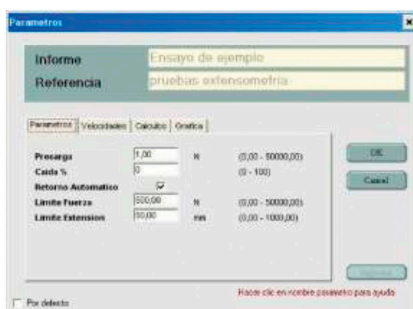 Parametros
Informe Ensayo de ejemplo
Referencia pruebas extensometria
Parametros Velocidades Calculos Grafica
Precarga 1,00 N (0,00 - 50000,00)
Caida % 0 (0 - 100)
Retorno Automatico
Limite Fuerza 500,00 N (0,00 - 50000,00)
Limite Extension 90,00 mm (0,00 - 1000,00)
OK
Cancel
Hacer clic en nombre parametro para ayuda
Por defecto